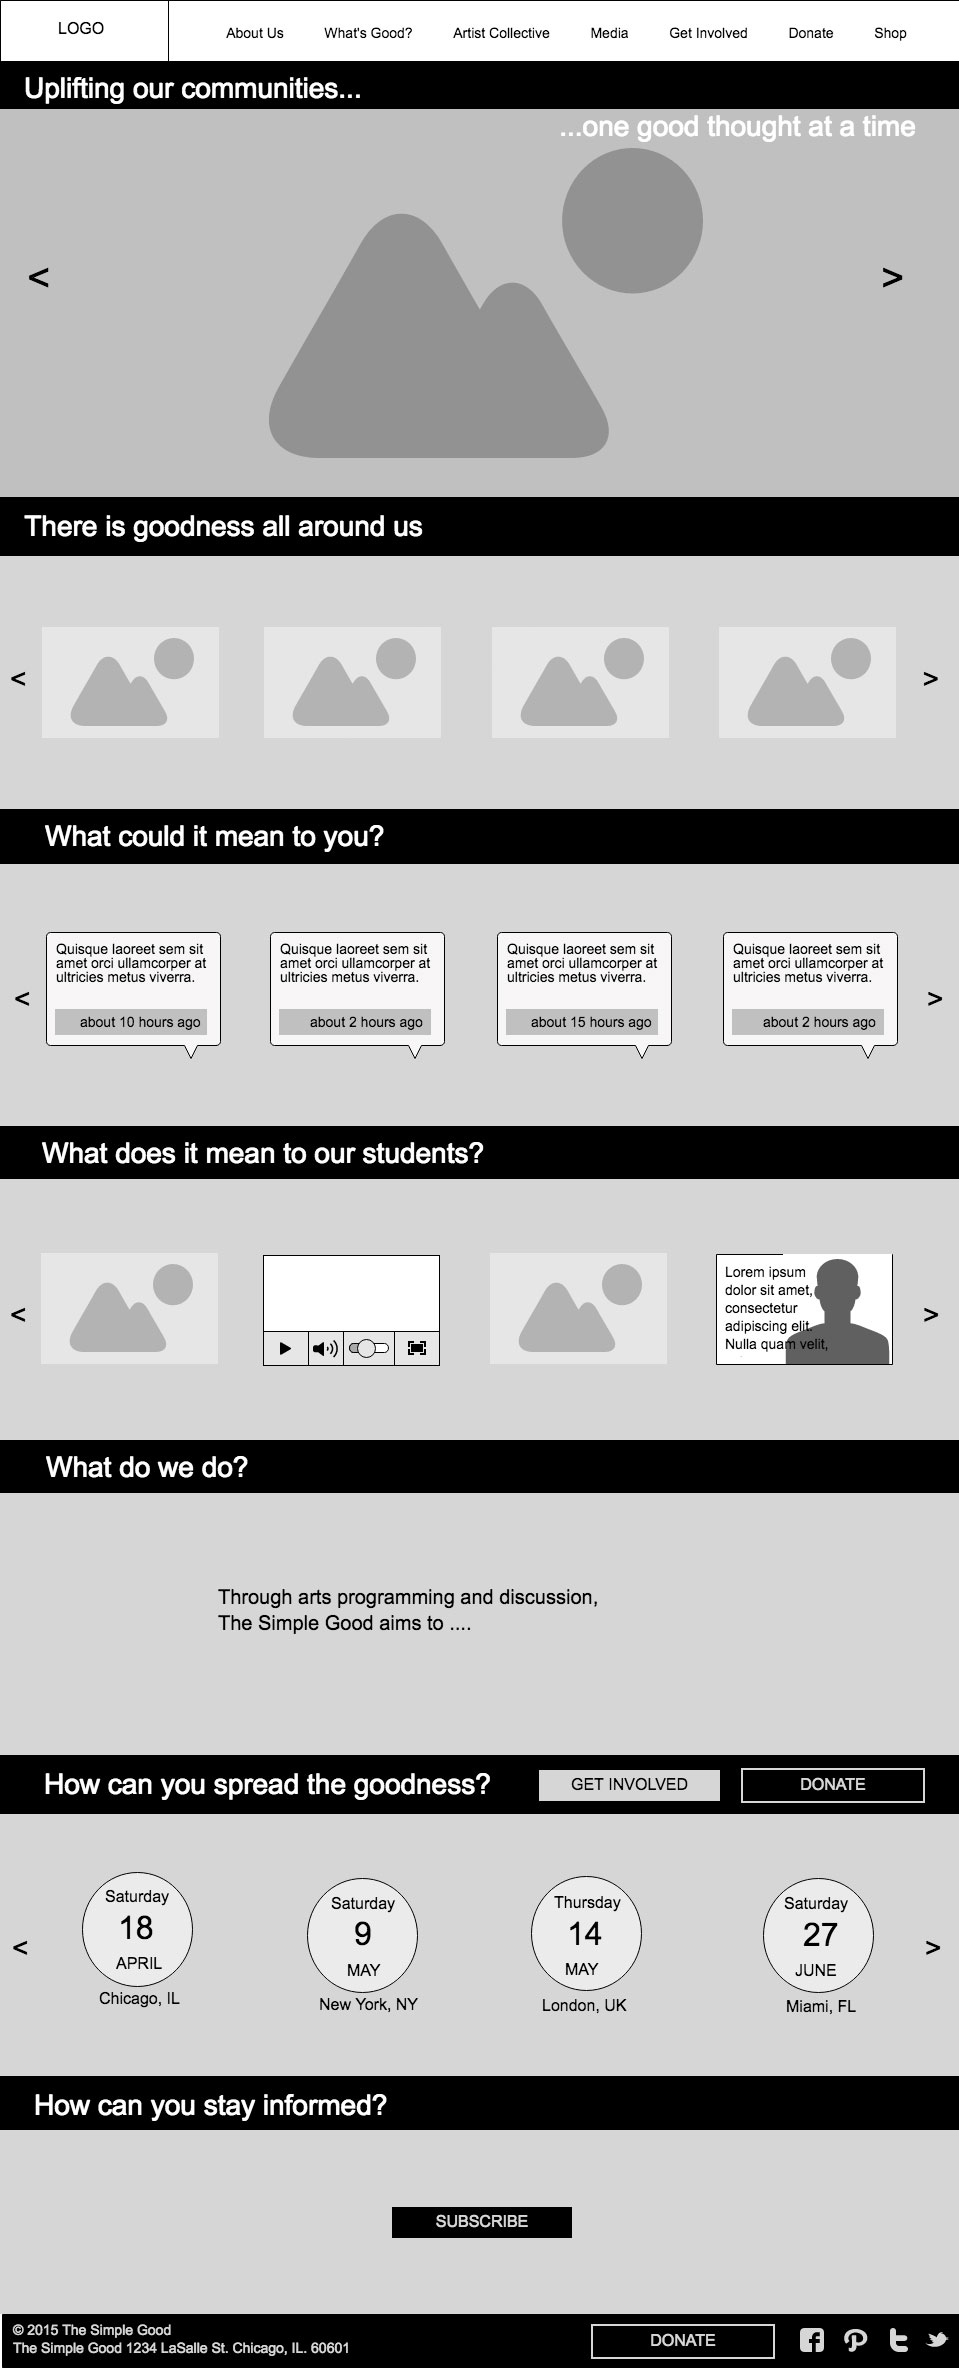 LOGO
About Us What's Good? Artist Collective Media Get Involved Donate Shop
Uplifting our communities...
...one good thought at a time
< >
There is goodness all around us
< >
What could it mean to you?
Quisque laoreet sem sit
amet orci ullamcorper at
ultricies metus viverra.
about 10 hours ago
Quisque laoreet sem sit
amet orci ullamcorper at
ultricies metus viverra.
about 2 hours ago
Quisque laoreet sem sit
amet orci ullamcorper at
ultricies metus viverra.
about 15 hours ago
Quisque laoreet sem sit
amet orci ullamcorper at
ultricies metus viverra.
about 2 hours ago
< >
What does it mean to our students?
< >
Lorem ipsum
dolor sit amet,
consectetur
adipiscing elit.
Nulla quam velit,
What do we do?
Through arts programming and discussion,
The Simple Good aims to ....
How can you spread the goodness?
GET INVOLVED
DONATE
< >
Saturday
18
APRIL
Chicago, IL
Saturday
9
MAY
New York, NY
Thursday
14
MAY
London, UK
Saturday
27
JUNE
Miami, FL
How can you stay informed?
SUBSCRIBE
© 2015 The Simple Good
The Simple Good 1234 LaSalle St. Chicago, IL. 60601
DONATE